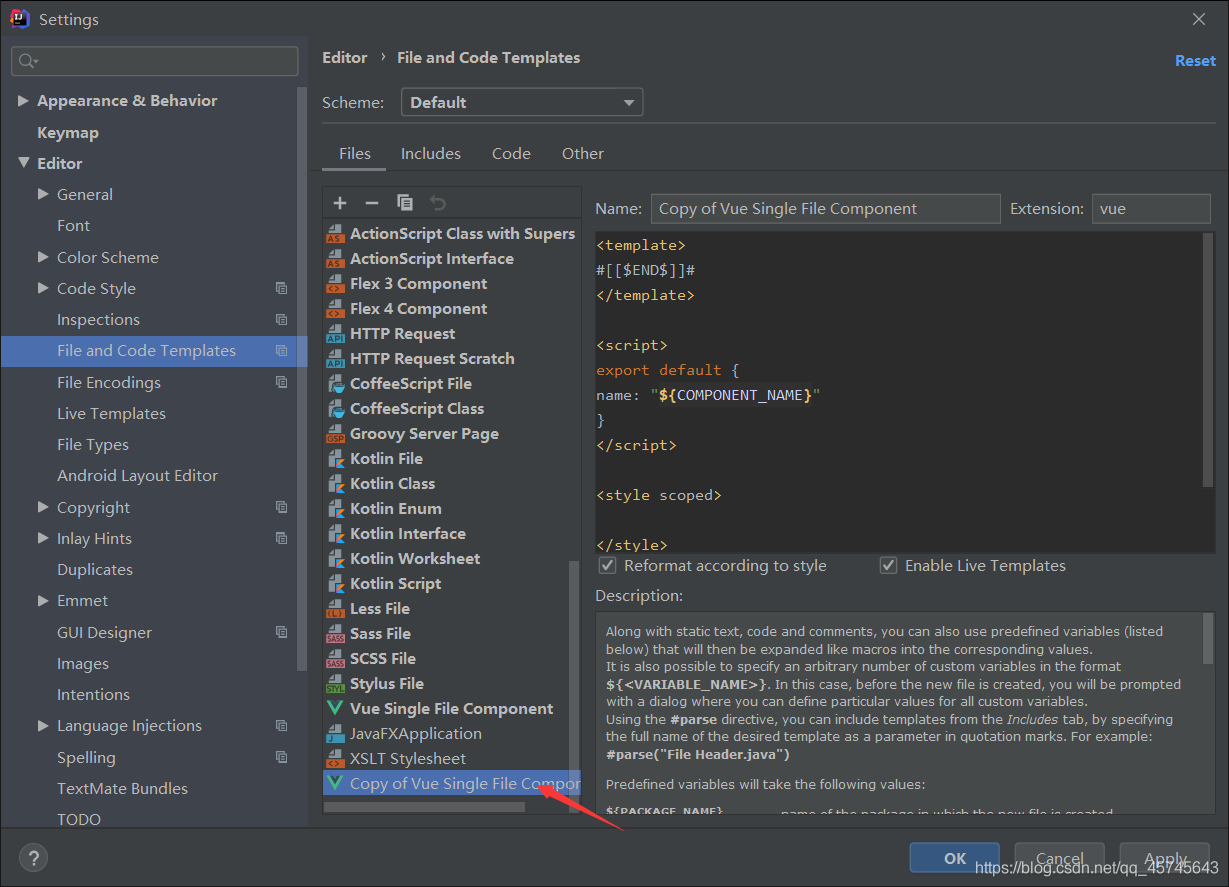 Settings
Editor › File and Code Templates
Reset
Scheme: Default
Files Includes Code Other
Appearance & Behavior
Keymap
Editor
General
Font
Color Scheme
Code Style
Inspections
File and Code Templates
File Encodings
Live Templates
File Types
Android Layout Editor
Copyright
Inlay Hints
Duplicates
Emmet
GUI Designer
Images
Intentions
Language Injections
Spelling
TextMate Bundles
TODO
ActionScript Class with Supers
ActionScript Interface
Flex 3 Component
Flex 4 Component
HTTP Request
HTTP Request Scratch
CoffeeScript File
CoffeeScript Class
Groovy Server Page
Kotlin File
Kotlin Class
Kotlin Enum
Kotlin Interface
Kotlin Worksheet
Kotlin Script
Less File
Sass File
SCSS File
Stylus File
Vue Single File Component
JavaFXApplication
XSLT Stylesheet
Copy of Vue Single File Compor
Name: Copy of Vue Single File Component Extension: vue
<template>
#[[$END$]]#
</template>
<script>
export default {
name: "${COMPONENT_NAME}"
}
</script>
<style scoped>
</style>
Reformat according to style Enable Live Templates
Description:
Along with static text, code and comments, you can also use predefined variables (listed
below) that will then be expanded like macros into the corresponding values.
It is also possible to specify an arbitrary number of custom variables in the format
${<VARIABLE_NAME>}. In this case, before the new file is created, you will be prompted
with a dialog where you can define particular values for all custom variables.
Using the #parse directive, you can include templates from the Includes tab, by specifying
the full name of the desired template as a parameter in quotation marks. For example:
#parse("File Header.java")
Predefined variables will take the following values:
${PACKAGE_NAME} name of the package in which the new file is created
? OK Cancel Apply
https://blog.csdn.net/qq_45745643